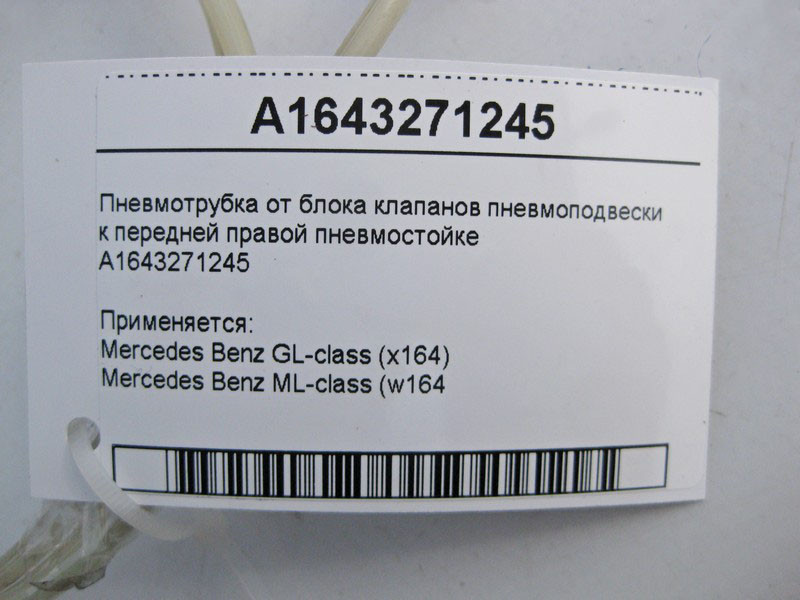 A1643271245
Пневмотрубка от блока клапанов пневмоподвески
к передней правой пневмостойке
A1643271245
Применяется:
Mercedes Benz GL-class (x164)
Mercedes Benz ML-class (w164